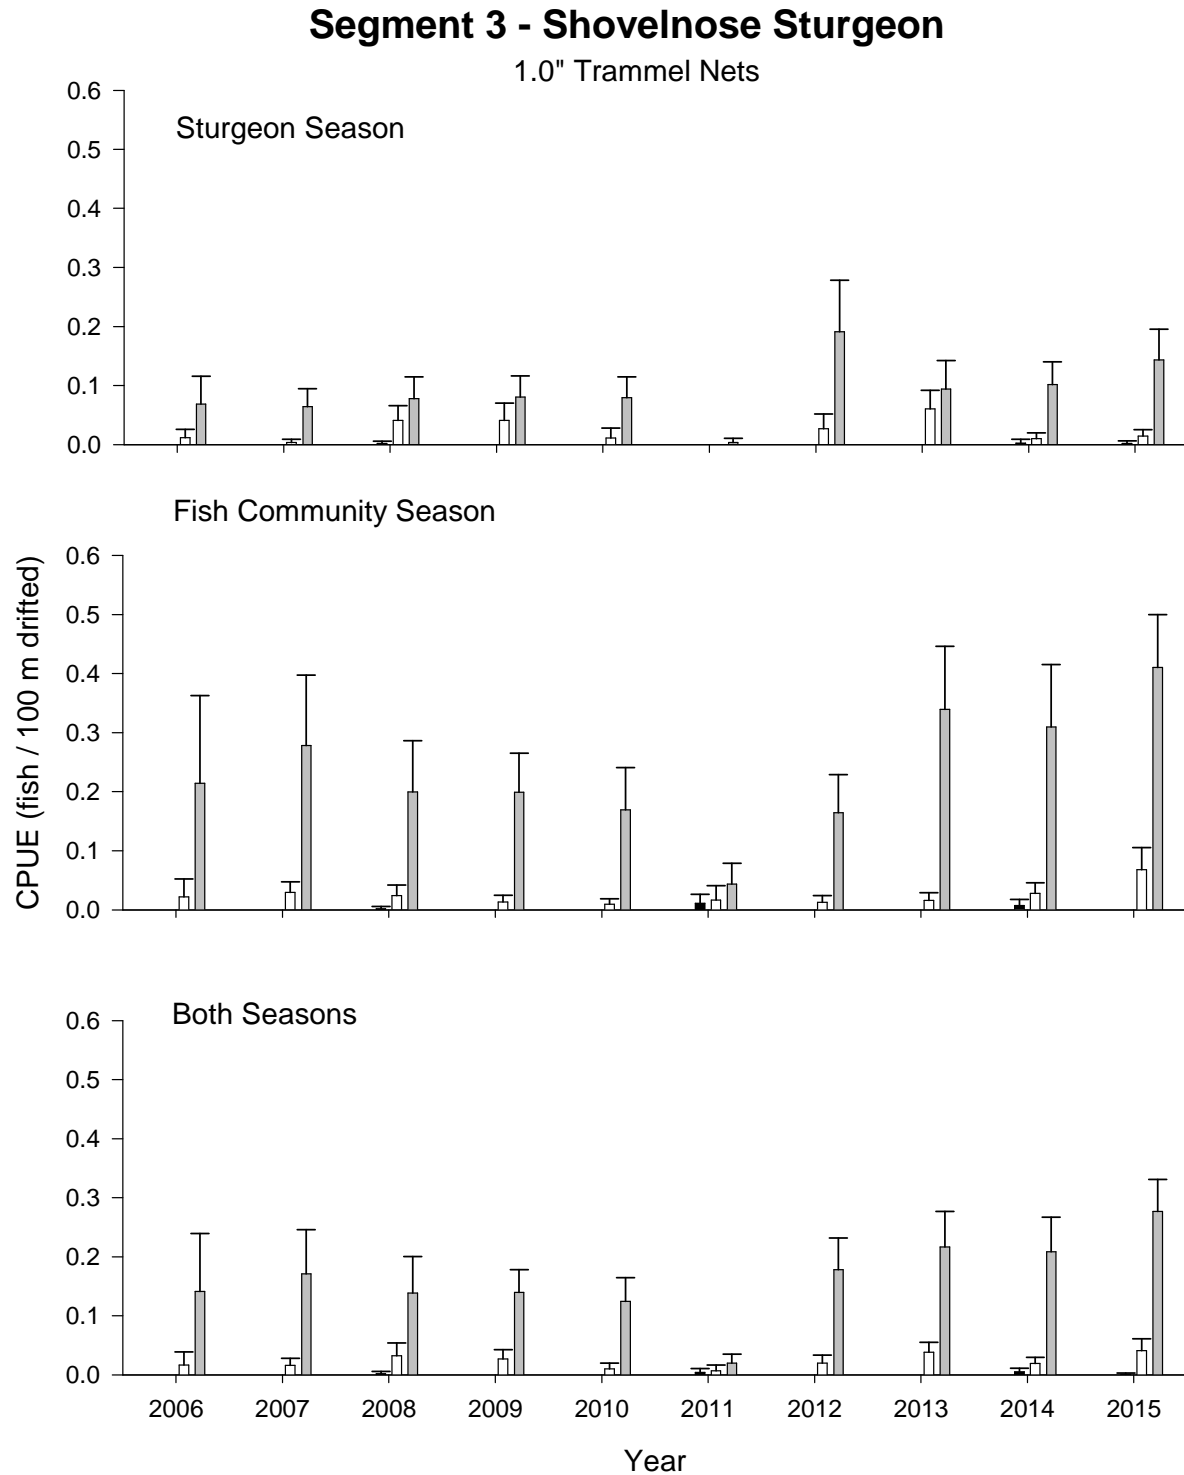 Segment 3 - Shovelnose Sturgeon
1.0" Trammel Nets
Sturgeon Season
0.6
0.5
0.4
0.3
0.2
0.1
0.0
Fish Community Season
CPUE (fish / 100 m drifted)
0.6
0.5
0.4
0.3
0.2
0.1
0.0
Both Seasons
0.6
0.5
0.4
0.3
0.2
0.1
0.0
2006 2007 2008 2009 2010 2011 2012 2013 2014 2015
Year